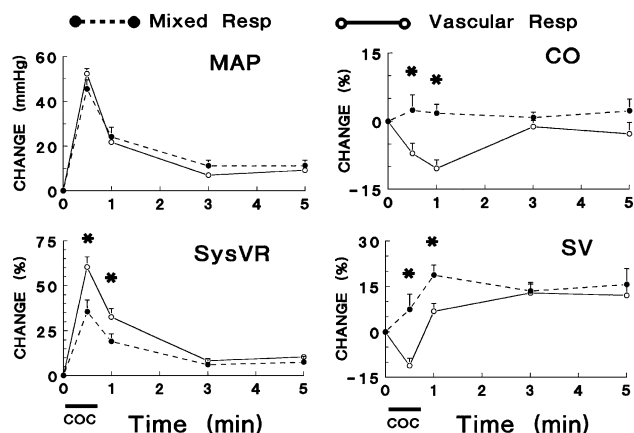 Mixed Resp Vascular Resp
MAP
CHANGE (mmHg)
60
40
20
0
0 1 2 3 4 5
CO
CHANGE (%)
15
0
-15
0 1 2 3 4 5
*
*
SysVR
CHANGE (%)
75
50
25
0
0 1 2 3 4 5
*
*
SV
CHANGE (%)
30
15
0
-15
0 1 2 3 4 5
*
*
COC Time (min)
COC Time (min)